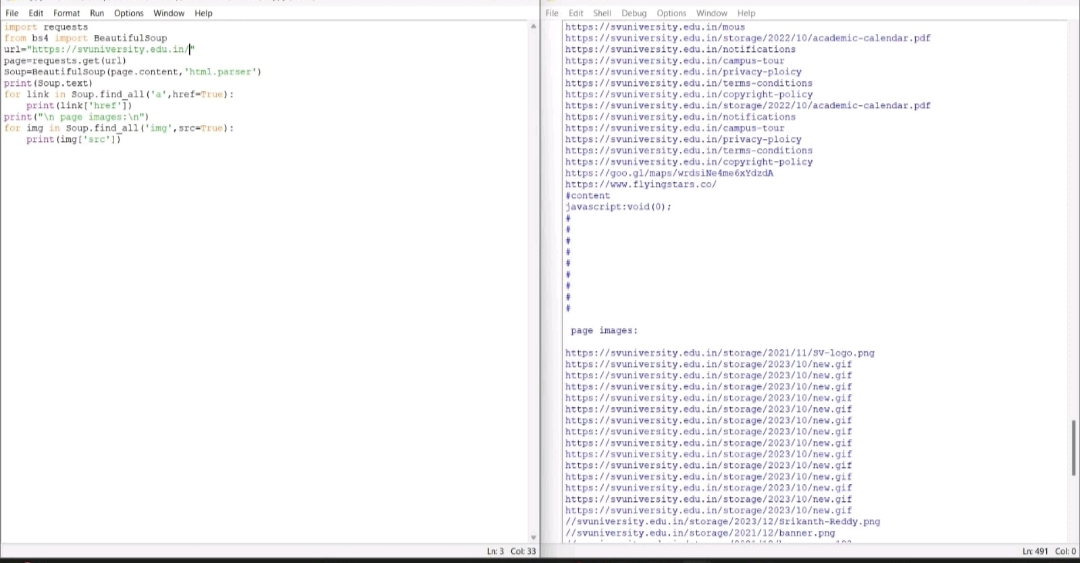 File Edit Format Run Options Window Help
import requests
from bs4 import BeautifulSoup
url="https://svuniversity.edu.in/"
page=requests.get(url)
Soup=BeautifulSoup(page.content,'html.parser')
print(Soup.text)
for link in Soup.find_all('a',href=True):
    print(link['href'])
print("\n page images:\n")
for img in Soup.find_all('img',src=True):
    print(img['src'])
Ln: 3 Col: 33
File Edit Shell Debug Options Window Help
https://svuniversity.edu.in/mous
https://svuniversity.edu.in/storage/2022/10/academic-calendar.pdf
https://svuniversity.edu.in/notifications
https://svuniversity.edu.in/campus-tour
https://svuniversity.edu.in/privacy-ploicy
https://svuniversity.edu.in/terms-conditions
https://svuniversity.edu.in/copyright-policy
https://svuniversity.edu.in/storage/2022/10/academic-calendar.pdf
https://svuniversity.edu.in/notifications
https://svuniversity.edu.in/campus-tour
https://svuniversity.edu.in/privacy-ploicy
https://svuniversity.edu.in/terms-conditions
https://svuniversity.edu.in/copyright-policy
https://goo.gl/maps/wrdsiNe4me6xYdzdA
https://www.flyingstars.co/
#content
javascript:void(0);
#
#
#
#
#
#
#
#
#
page images:
https://svuniversity.edu.in/storage/2021/11/SV-logo.png
https://svuniversity.edu.in/storage/2023/10/new.gif
https://svuniversity.edu.in/storage/2023/10/new.gif
https://svuniversity.edu.in/storage/2023/10/new.gif
https://svuniversity.edu.in/storage/2023/10/new.gif
https://svuniversity.edu.in/storage/2023/10/new.gif
https://svuniversity.edu.in/storage/2023/10/new.gif
https://svuniversity.edu.in/storage/2023/10/new.gif
https://svuniversity.edu.in/storage/2023/10/new.gif
https://svuniversity.edu.in/storage/2023/10/new.gif
https://svuniversity.edu.in/storage/2023/10/new.gif
https://svuniversity.edu.in/storage/2023/10/new.gif
https://svuniversity.edu.in/storage/2023/10/new.gif
https://svuniversity.edu.in/storage/2023/10/new.gif
https://svuniversity.edu.in/storage/2023/10/new.gif
//svuniversity.edu.in/storage/2023/12/Srikanth-Reddy.png
//svuniversity.edu.in/storage/2021/12/banner.png
Ln: 491 Col: 0